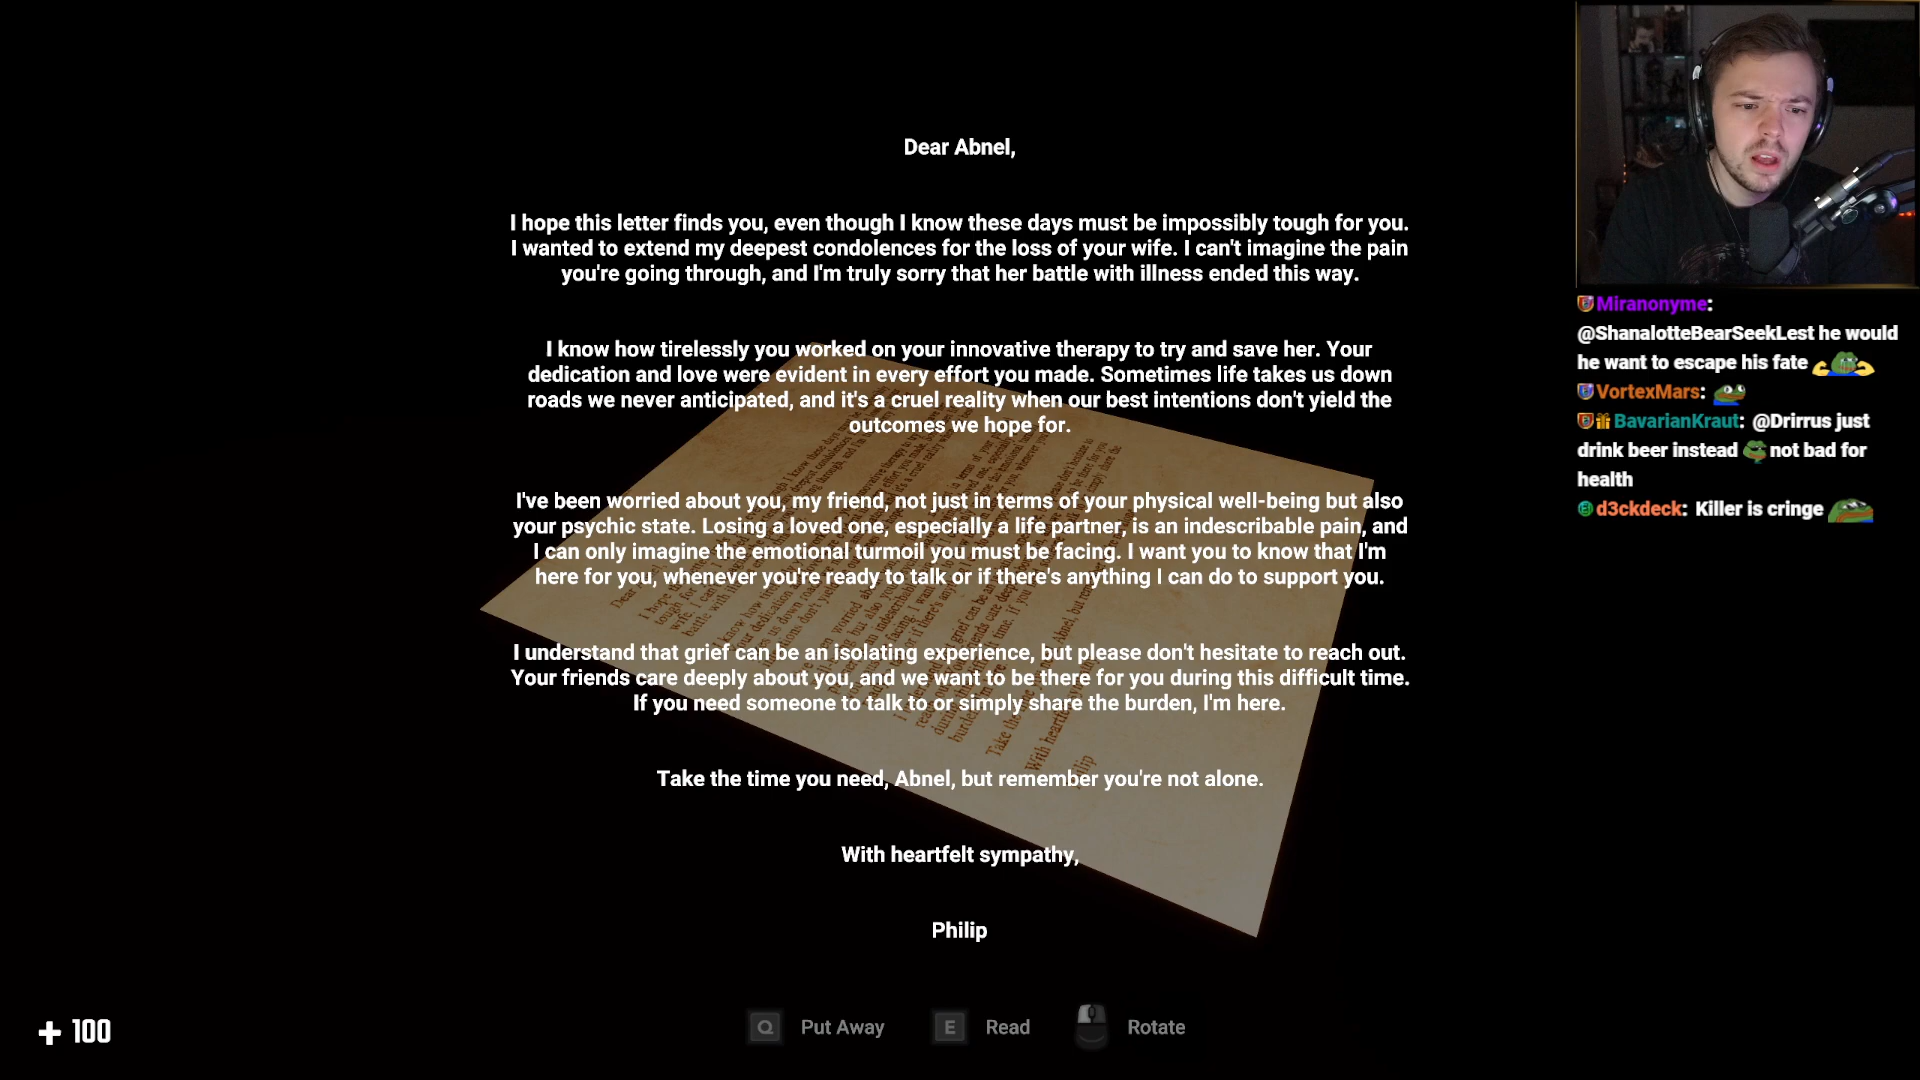 Dear Abnel,
I hope this letter finds you, even though I know these days must be impossibly tough for you.
I wanted to extend my deepest condolences for the loss of your wife. I can't imagine the pain
you're going through, and I'm truly sorry that her battle with illness ended this way.
I know how tirelessly you worked on your innovative therapy to try and save her. Your
dedication and love were evident in every effort you made. Sometimes life takes us down
roads we never anticipated, and it's a cruel reality when our best intentions don't yield the
outcomes we hope for.
I've been worried about you, my friend, not just in terms of your physical well-being but also
your psychic state. Losing a loved one, especially a life partner, is an indescribable pain, and
I can only imagine the emotional turmoil you must be facing. I want you to know that I'm
here for you, whenever you're ready to talk or if there's anything I can do to support you.
I understand that grief can be an isolating experience, but please don't hesitate to reach out.
Your friends care deeply about you, and we want to be there for you during this difficult time.
If you need someone to talk to or simply share the burden, I'm here.
Take the time you need, Abnel, but remember you're not alone.
With heartfelt sympathy,
Philip
+ 100
Q Put Away E Read Rotate
Miranonyme:
@ShanalotteBearSeekLest he would
he want to escape his fate
VortexMars:
BavarianKraut: @Drirrus just
drink beer instead not bad for
health
d3ckdeck: Killer is cringe